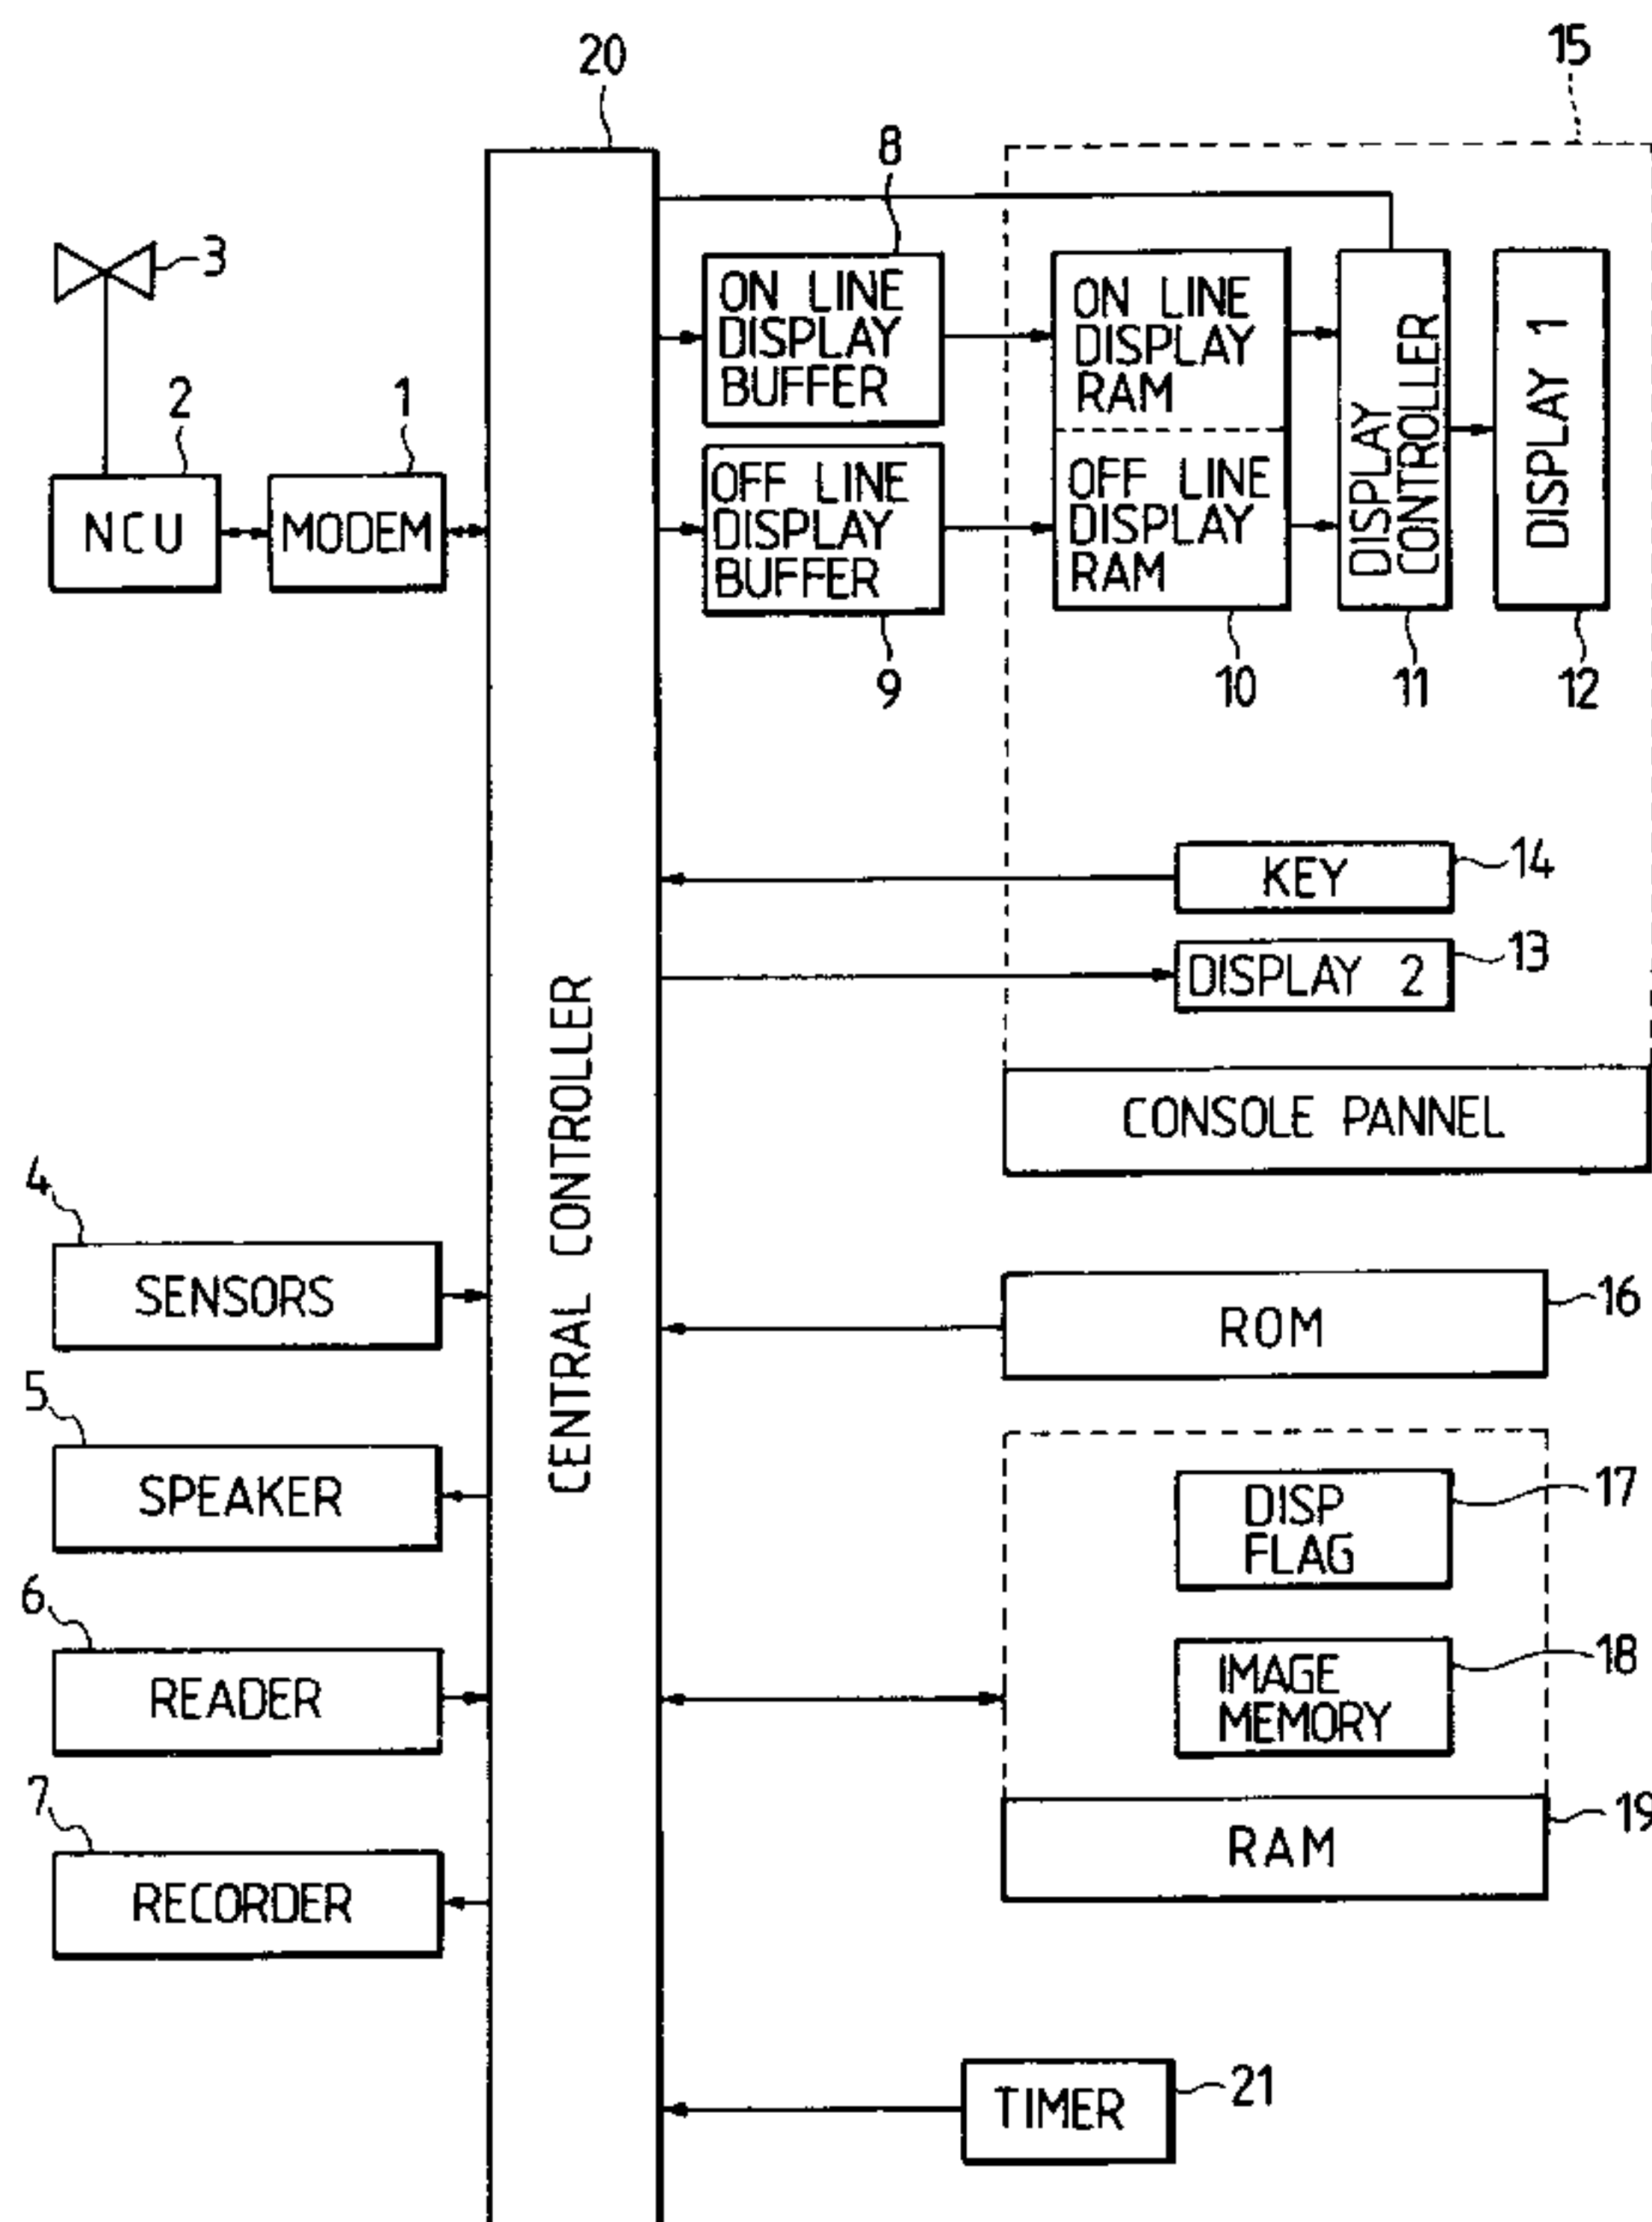 20
15
8
3
ON LINE
DISPLAY
BUFFER
ON LINE
DISPLAY
RAM
DISPLAY
CONTROLLER
DISPLAY 1
2
1
NCU
MODEM
OFF LINE
DISPLAY
BUFFER
OFF LINE
DISPLAY
RAM
9
10
11
12
KEY
14
DISPLAY 2
13
CONSOLE PANNEL
CENTRAL CONTROLLER
4
SENSORS
ROM
16
5
SPEAKER
DISP
FLAG
17
6
READER
IMAGE
MEMORY
18
7
RECORDER
RAM
19
TIMER
21